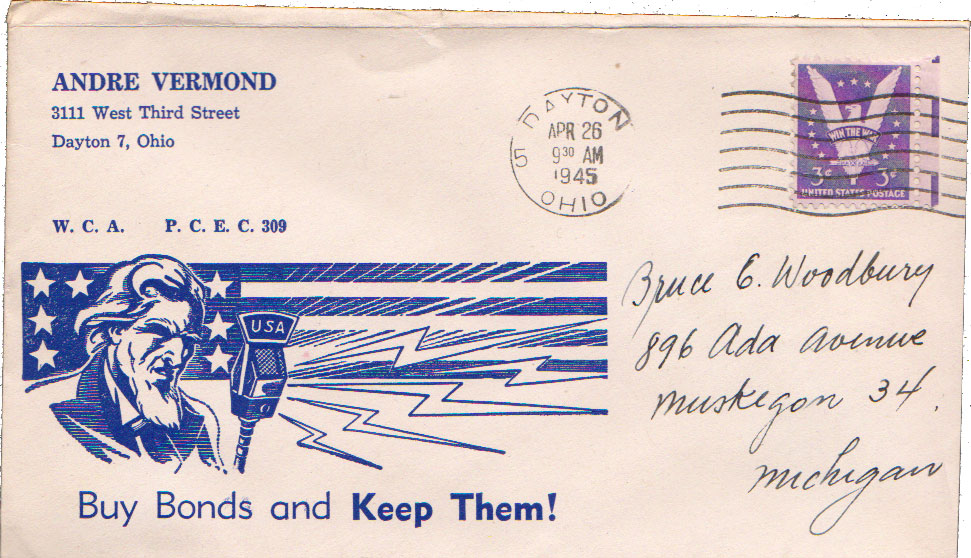 ANDRE VERMOND
3111 West Third Street
Dayton 7, Ohio
W. C. A. P. C. E. C. 309
DAYTON
APR 26
9 30 AM
1945
5
OHIO
WIN THE WAR
3¢ 3¢
UNITED STATES POSTAGE
USA
Bruce E. Woodbury
896 Ada Avenue
Muskegon 34.
Michigan
Buy Bonds and Keep Them!